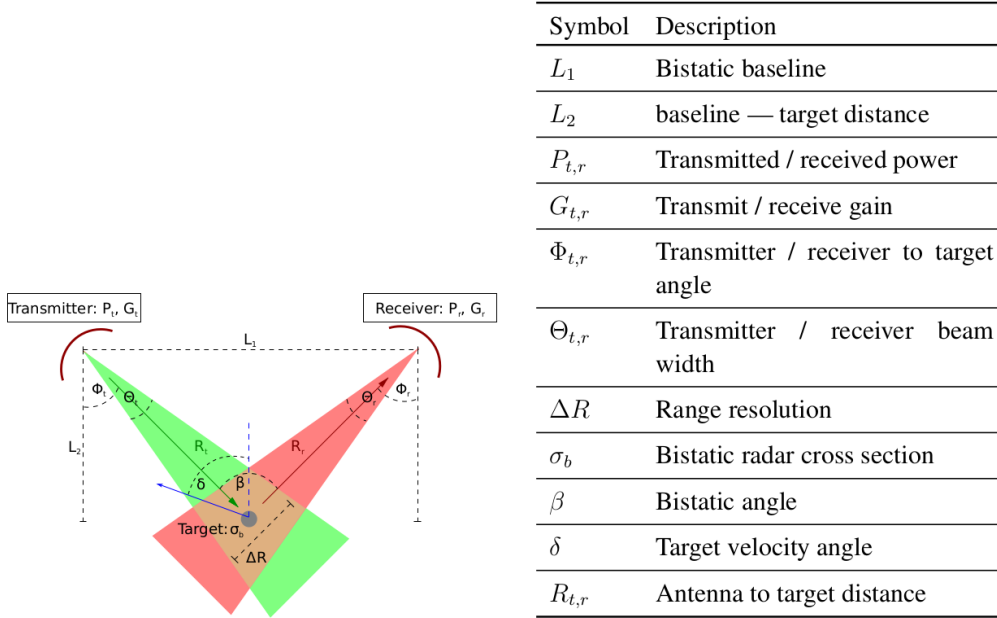 Transmitter: Pt, Gt
Receiver: Pr, Gr
L1
Φt
Θt
Θr
Φr
L2
Rt
Rr
δ
β
Target: σb
ΔR
Symbol Description
L1 Bistatic baseline
L2 baseline — target distance
Pt,r Transmitted / received power
Gt,r Transmit / receive gain
Φt,r Transmitter / receiver to target
angle
Θt,r Transmitter / receiver beam
width
ΔR Range resolution
σb Bistatic radar cross section
β Bistatic angle
δ Target velocity angle
Rt,r Antenna to target distance